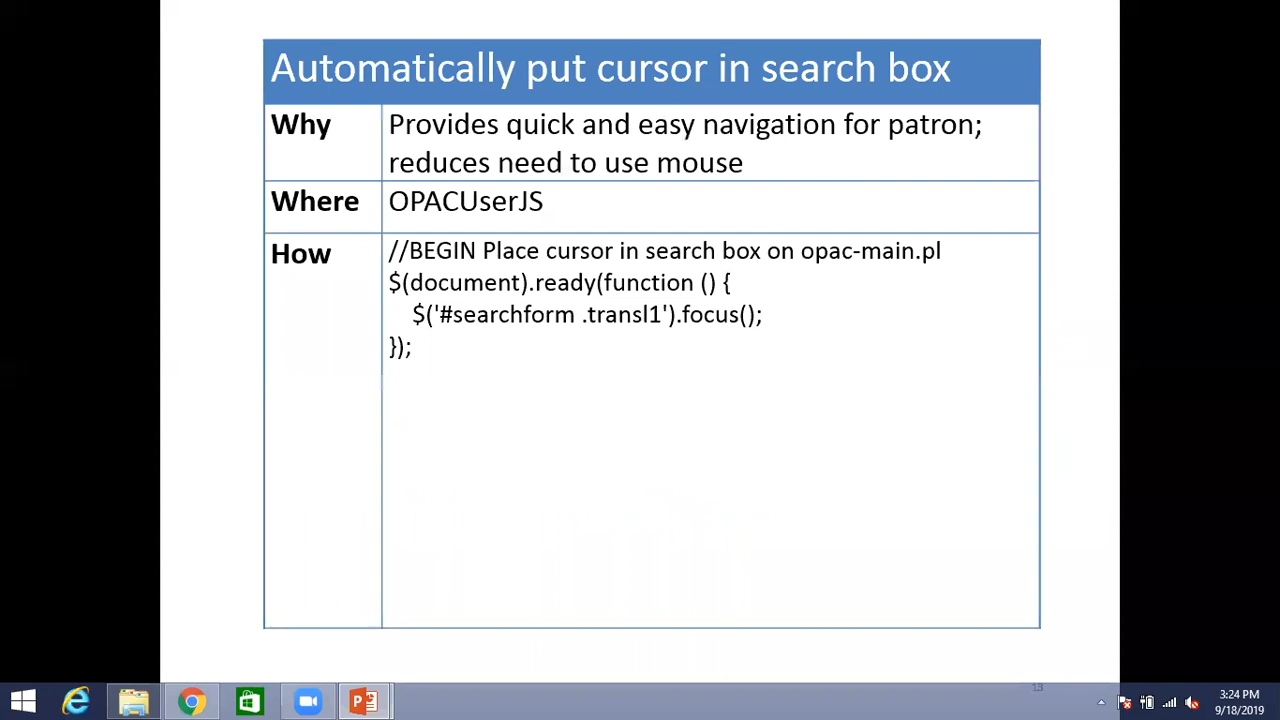 Automatically put cursor in search box
Why
Provides quick and easy navigation for patron;
reduces need to use mouse
Where
OPACUserJS
How
//BEGIN Place cursor in search box on opac-main.pl
$(document).ready(function () {
    $('#searchform .transl1').focus();
});
13
3:24 PM
9/18/2019